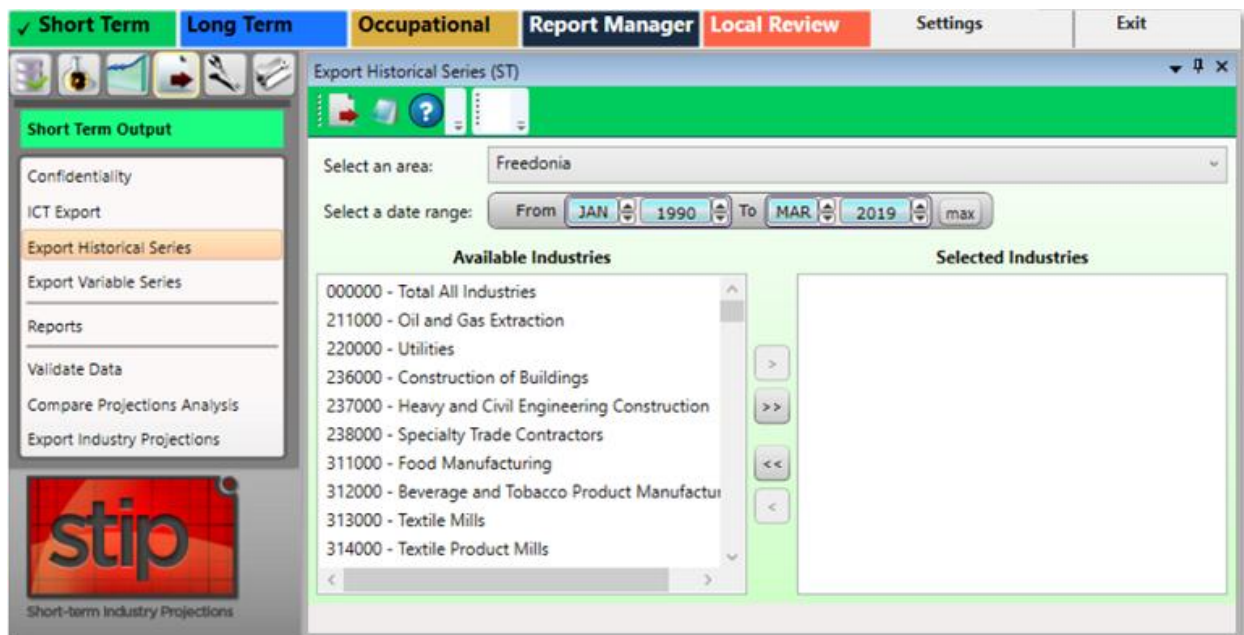 ✓ Short Term Long Term Occupational Report Manager Local Review Settings Exit
Export Historical Series (ST)
Short Term Output
Confidentiality
ICT Export
Export Historical Series
Export Variable Series
Reports
Validate Data
Compare Projections Analysis
Export Industry Projections
stip
Short-term Industry Projections
?
Select an area: Freedonia
Select a date range: From JAN 1990 To MAR 2019 max
Available Industries Selected Industries
000000 - Total All Industries
211000 - Oil and Gas Extraction
220000 - Utilities
236000 - Construction of Buildings
237000 - Heavy and Civil Engineering Construction
238000 - Specialty Trade Contractors
311000 - Food Manufacturing
312000 - Beverage and Tobacco Product Manufactur
313000 - Textile Mills
314000 - Textile Product Mills
>
>>
<<
<